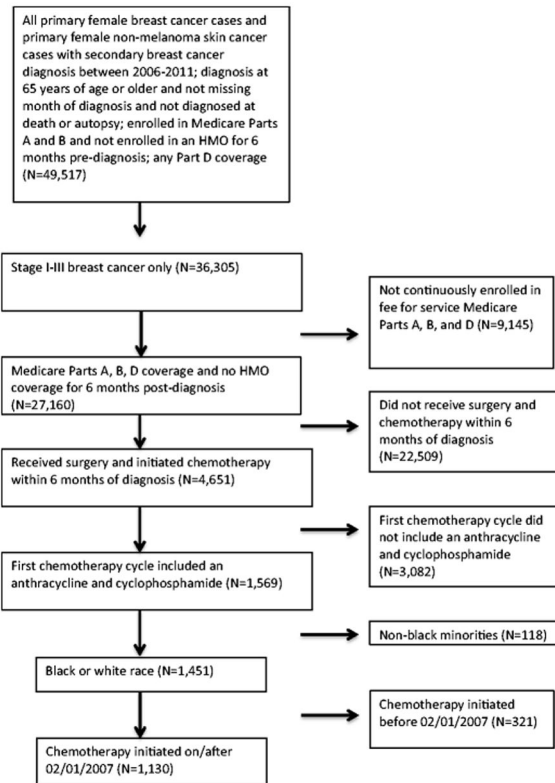 All primary female breast cancer cases and
primary female non-melanoma skin cancer
cases with secondary breast cancer
diagnosis between 2006-2011; diagnosis at
65 years of age or older and not missing
month of diagnosis and not diagnosed at
death or autopsy; enrolled in Medicare Parts
A and B and not enrolled in an HMO for 6
months pre-diagnosis; any Part D coverage
(N=49,517)
Stage I-III breast cancer only (N=36,305)
Not continuously enrolled in
fee for service Medicare
Parts A, B, and D (N=9,145)
Medicare Parts A, B, D coverage and no HMO
coverage for 6 months post-diagnosis
(N=27,160)
Did not receive surgery and
chemotherapy within 6
months of diagnosis
(N=22,509)
Received surgery and initiated chemotherapy
within 6 months of diagnosis (N=4,651)
First chemotherapy cycle did
not include an anthracycline
and cyclophosphamide
(N=3,082)
First chemotherapy cycle included an
anthracycline and cyclophosphamide (N=1,569)
Non-black minorities (N=118)
Black or white race (N=1,451)
Chemotherapy initiated
before 02/01/2007 (N=321)
Chemotherapy initiated on/after
02/01/2007 (N=1,130)